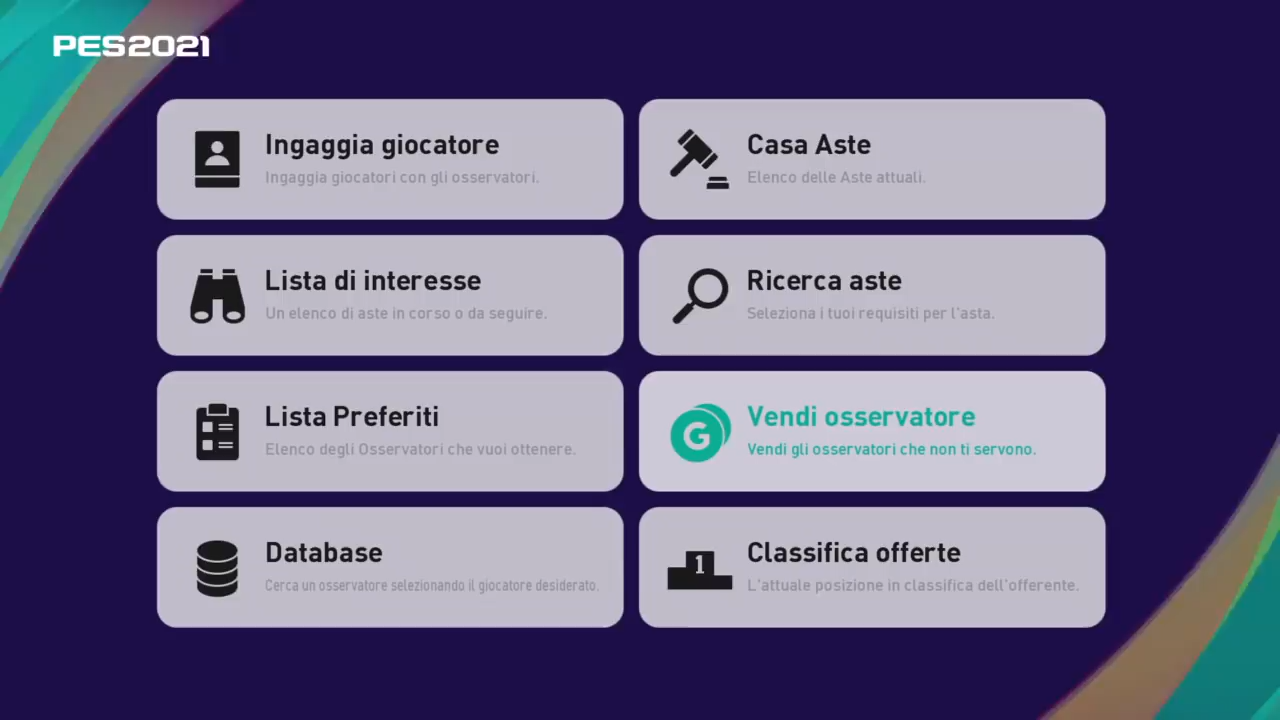 PES2021
Ingaggia giocatore
Ingaggia giocatori con gli osservatori.
Casa Aste
Elenco delle Aste attuali.
Lista di interesse
Un elenco di aste in corso o da seguire.
Ricerca aste
Seleziona i tuoi requisiti per l'asta.
Lista Preferiti
Elenco degli Osservatori che vuoi ottenere.
G
Vendi osservatore
Vendi gli osservatori che non ti servono.
Database
Cerca un osservatore selezionando il giocatore desiderato.
1
Classifica offerte
L'attuale posizione in classifica dell'offerente.